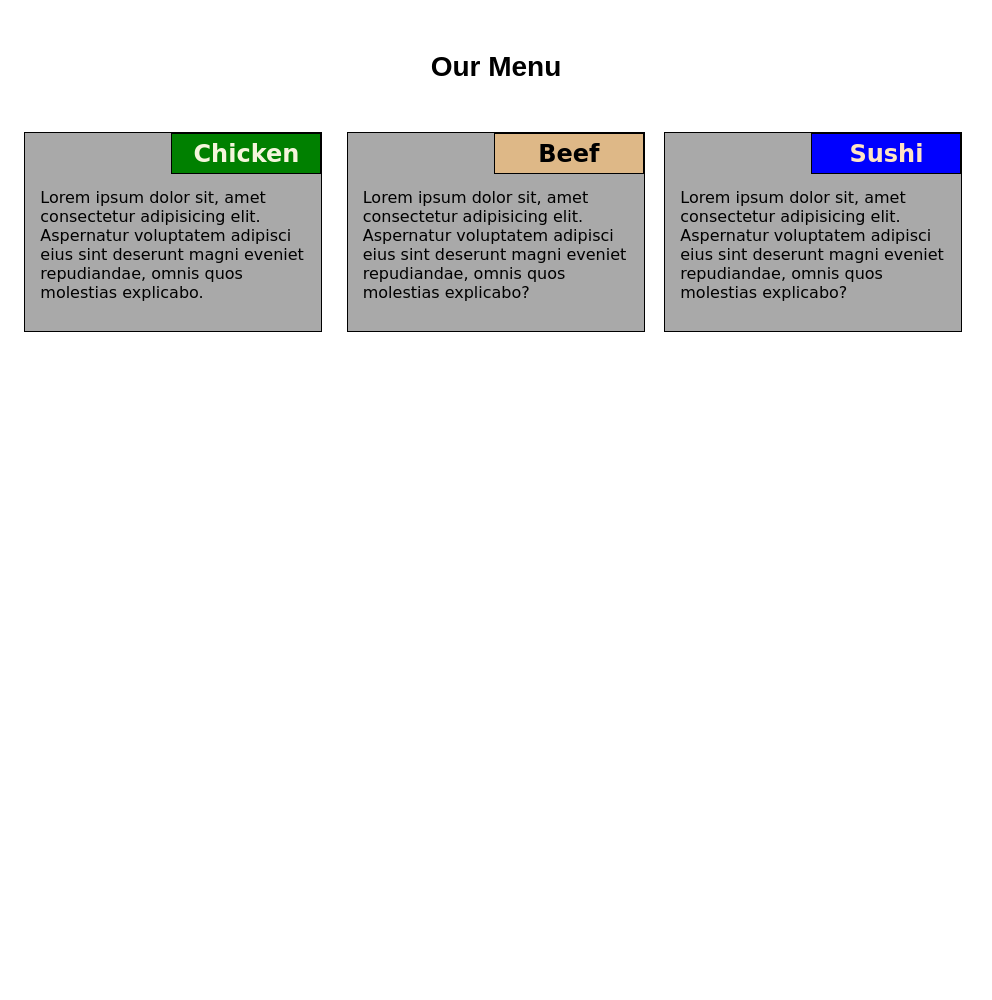 Our Menu
Chicken
Lorem ipsum dolor sit, amet
consectetur adipisicing elit.
Aspernatur voluptatem adipisci
eius sint deserunt magni eveniet
repudiandae, omnis quos
molestias explicabo.
Beef
Lorem ipsum dolor sit, amet
consectetur adipisicing elit.
Aspernatur voluptatem adipisci
eius sint deserunt magni eveniet
repudiandae, omnis quos
molestias explicabo?
Sushi
Lorem ipsum dolor sit, amet
consectetur adipisicing elit.
Aspernatur voluptatem adipisci
eius sint deserunt magni eveniet
repudiandae, omnis quos
molestias explicabo?